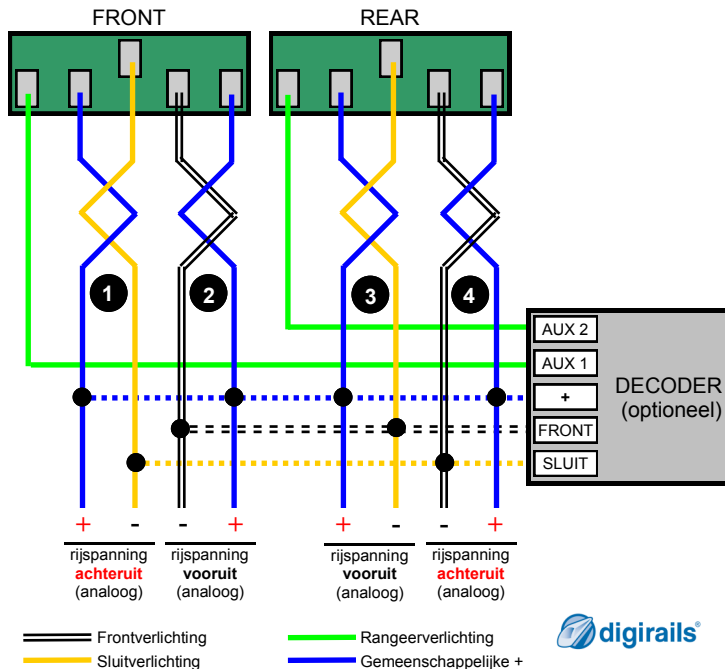 FRONT REAR
1 2 3 4
AUX 2
AUX 1
+
FRONT
SLUIT
DECODER
(optioneel)
+ - - + + - - +
rijspanning
achteruit
(analoog)
rijspanning
vooruit
(analoog)
rijspanning
vooruit
(analoog)
rijspanning
achteruit
(analoog)
Frontverlichting
Sluitverlichting
Rangeerverlichting
Gemeenschappelijke +
digirails®